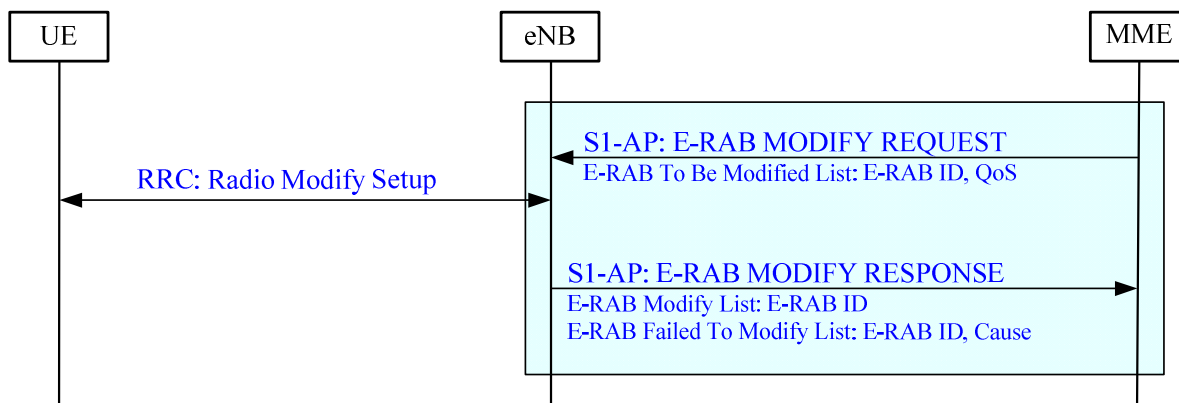 UE
eNB
MME
S1-AP: E-RAB MODIFY REQUEST
E-RAB To Be Modified List: E-RAB ID, QoS
RRC: Radio Modify Setup
S1-AP: E-RAB MODIFY RESPONSE
E-RAB Modify List: E-RAB ID
E-RAB Failed To Modify List: E-RAB ID, Cause